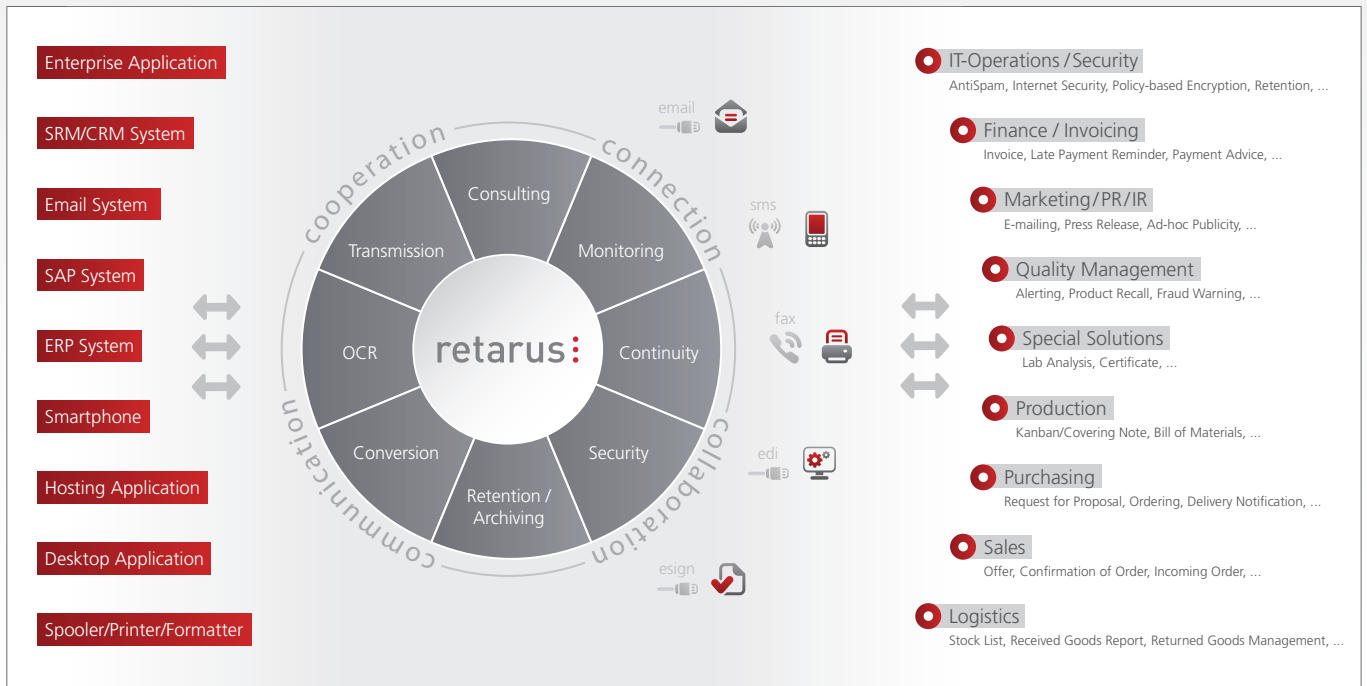 Enterprise Application
SRM/CRM System
Email System
SAP System
ERP System
Smartphone
Hosting Application
Desktop Application
Spooler/Printer/Formatter
cooperation
connection
collaboration
communication
Consulting
Monitoring
Continuity
Security
Retention /
Archiving
Conversion
OCR
Transmission
retarus
email
sms
fax
edi
esign
IT-Operations / Security
AntiSpam, Internet Security, Policy-based Encryption, Retention, ...
Finance / Invoicing
Invoice, Late Payment Reminder, Payment Advice, ...
Marketing/PR/IR
E-mailing, Press Release, Ad-hoc Publicity, ...
Quality Management
Alerting, Product Recall, Fraud Warning, ...
Special Solutions
Lab Analysis, Certificate, ...
Production
Kanban/Covering Note, Bill of Materials, ...
Purchasing
Request for Proposal, Ordering, Delivery Notification, ...
Sales
Offer, Confirmation of Order, Incoming Order, ...
Logistics
Stock List, Received Goods Report, Returned Goods Management, ...